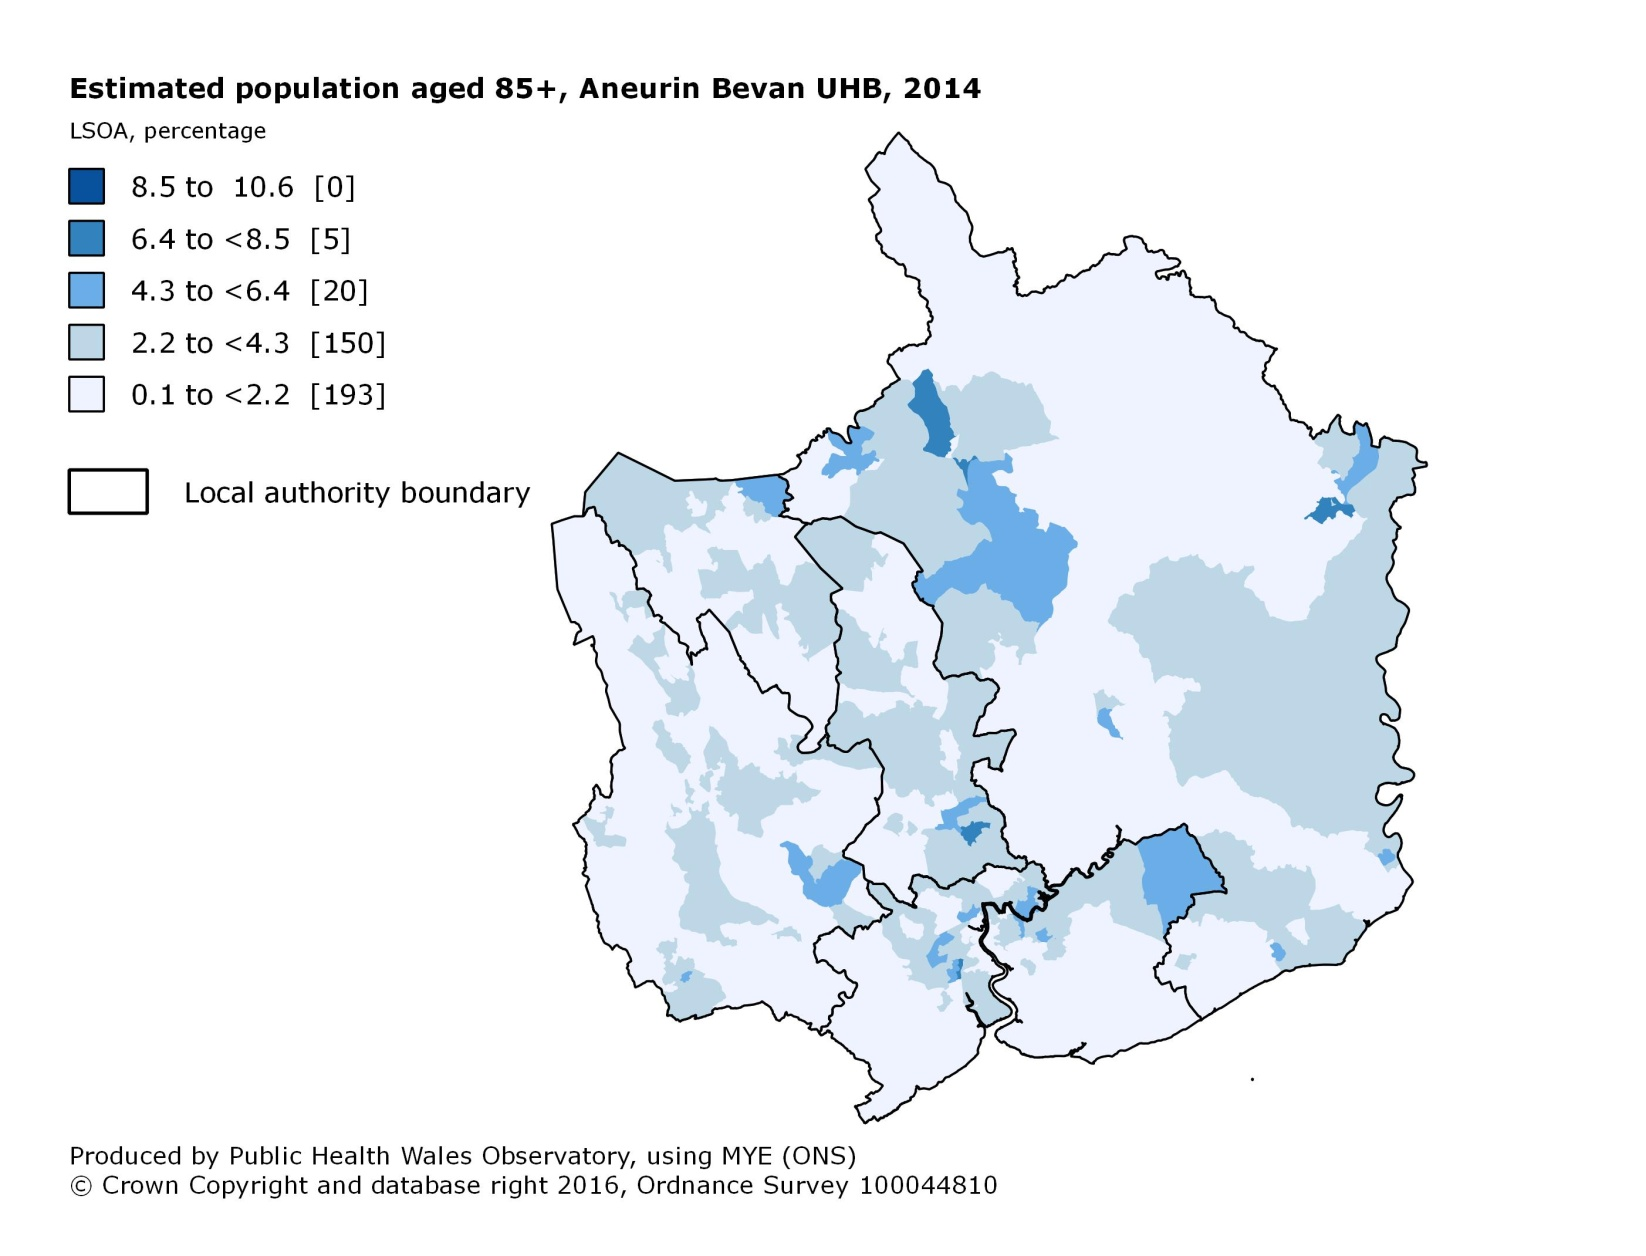 Estimated population aged 85+, Aneurin Bevan UHB, 2014
LSOA, percentage
8.5 to 10.6 [0]
6.4 to <8.5 [5]
4.3 to <6.4 [20]
2.2 to <4.3 [150]
0.1 to <2.2 [193]
Local authority boundary
Produced by Public Health Wales Observatory, using MYE (ONS)
© Crown Copyright and database right 2016, Ordnance Survey 100044810